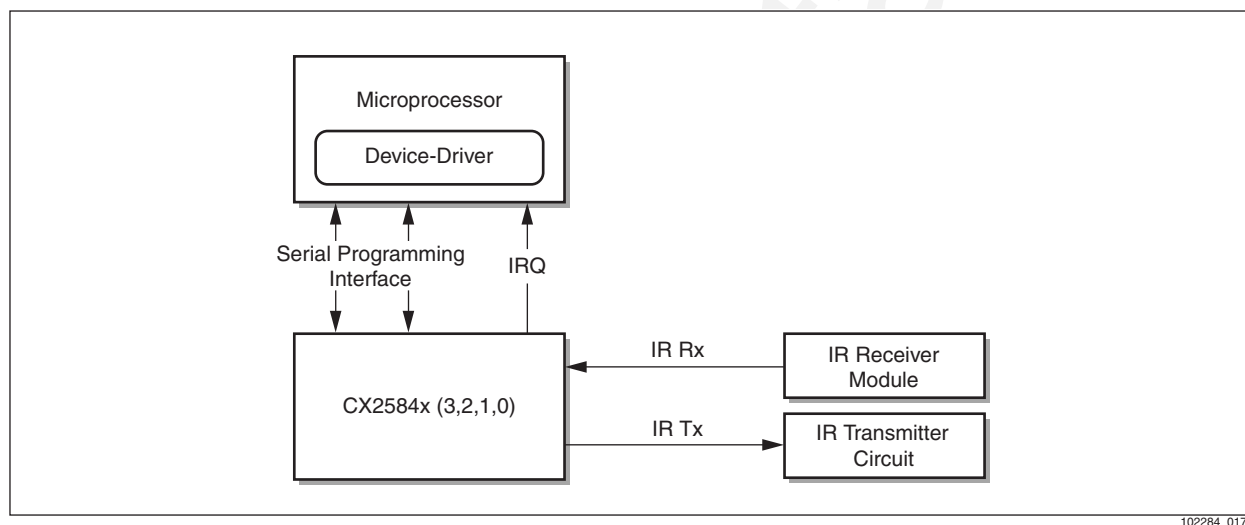 Microprocessor
Device-Driver
Serial Programming
Interface
IRQ
CX2584x (3,2,1,0)
IR Rx
IR Receiver
Module
IR Tx
IR Transmitter
Circuit
102284_017